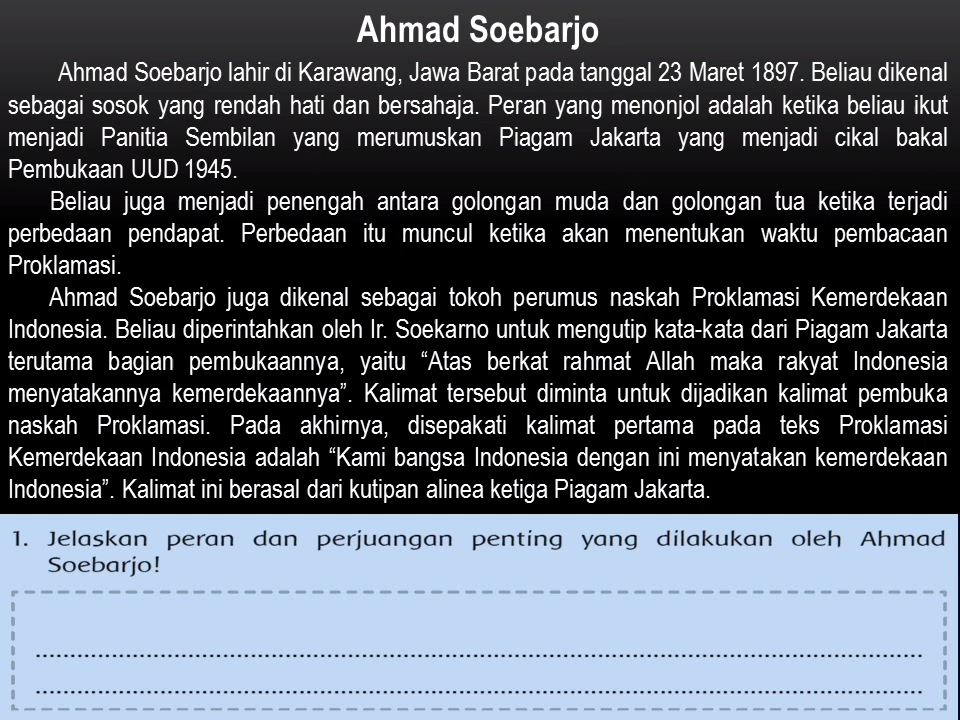 Ahmad Soebarjo
Ahmad Soebarjo lahir di Karawang, Jawa Barat pada tanggal 23 Maret 1897. Beliau dikenal
sebagai sosok yang rendah hati dan bersahaja. Peran yang menonjol adalah ketika beliau ikut
menjadi Panitia Sembilan yang merumuskan Piagam Jakarta yang menjadi cikal bakal
Pembukaan UUD 1945.
Beliau juga menjadi penengah antara golongan muda dan golongan tua ketika terjadi
perbedaan pendapat. Perbedaan itu muncul ketika akan menentukan waktu pembacaan
Proklamasi.
Ahmad Soebarjo juga dikenal sebagai tokoh perumus naskah Proklamasi Kemerdekaan
Indonesia. Beliau diperintahkan oleh Ir. Soekarno untuk mengutip kata-kata dari Piagam Jakarta
terutama bagian pembukaannya, yaitu “Atas berkat rahmat Allah maka rakyat Indonesia
menyatakannya kemerdekaannya”. Kalimat tersebut diminta untuk dijadikan kalimat pembuka
naskah Proklamasi. Pada akhirnya, disepakati kalimat pertama pada teks Proklamasi
Kemerdekaan Indonesia adalah “Kami bangsa Indonesia dengan ini menyatakan kemerdekaan
Indonesia”. Kalimat ini berasal dari kutipan alinea ketiga Piagam Jakarta.
1. Jelaskan peran dan perjuangan penting yang dilakukan oleh Ahmad
Soebarjo!